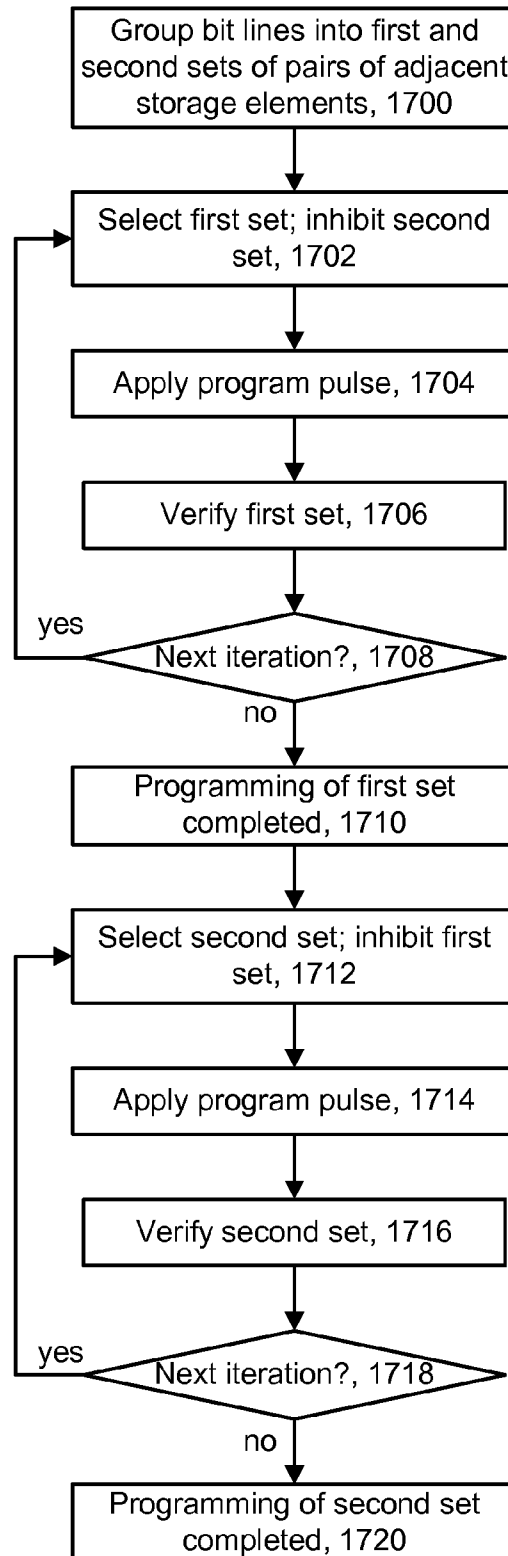 Group bit lines into first and
second sets of pairs of adjacent
storage elements, 1700
Select first set; inhibit second
set, 1702
Apply program pulse, 1704
Verify first set, 1706
yes
Next iteration?, 1708
no
Programming of first set
completed, 1710
Select second set; inhibit first
set, 1712
Apply program pulse, 1714
Verify second set, 1716
yes
Next iteration?, 1718
no
Programming of second set
completed, 1720